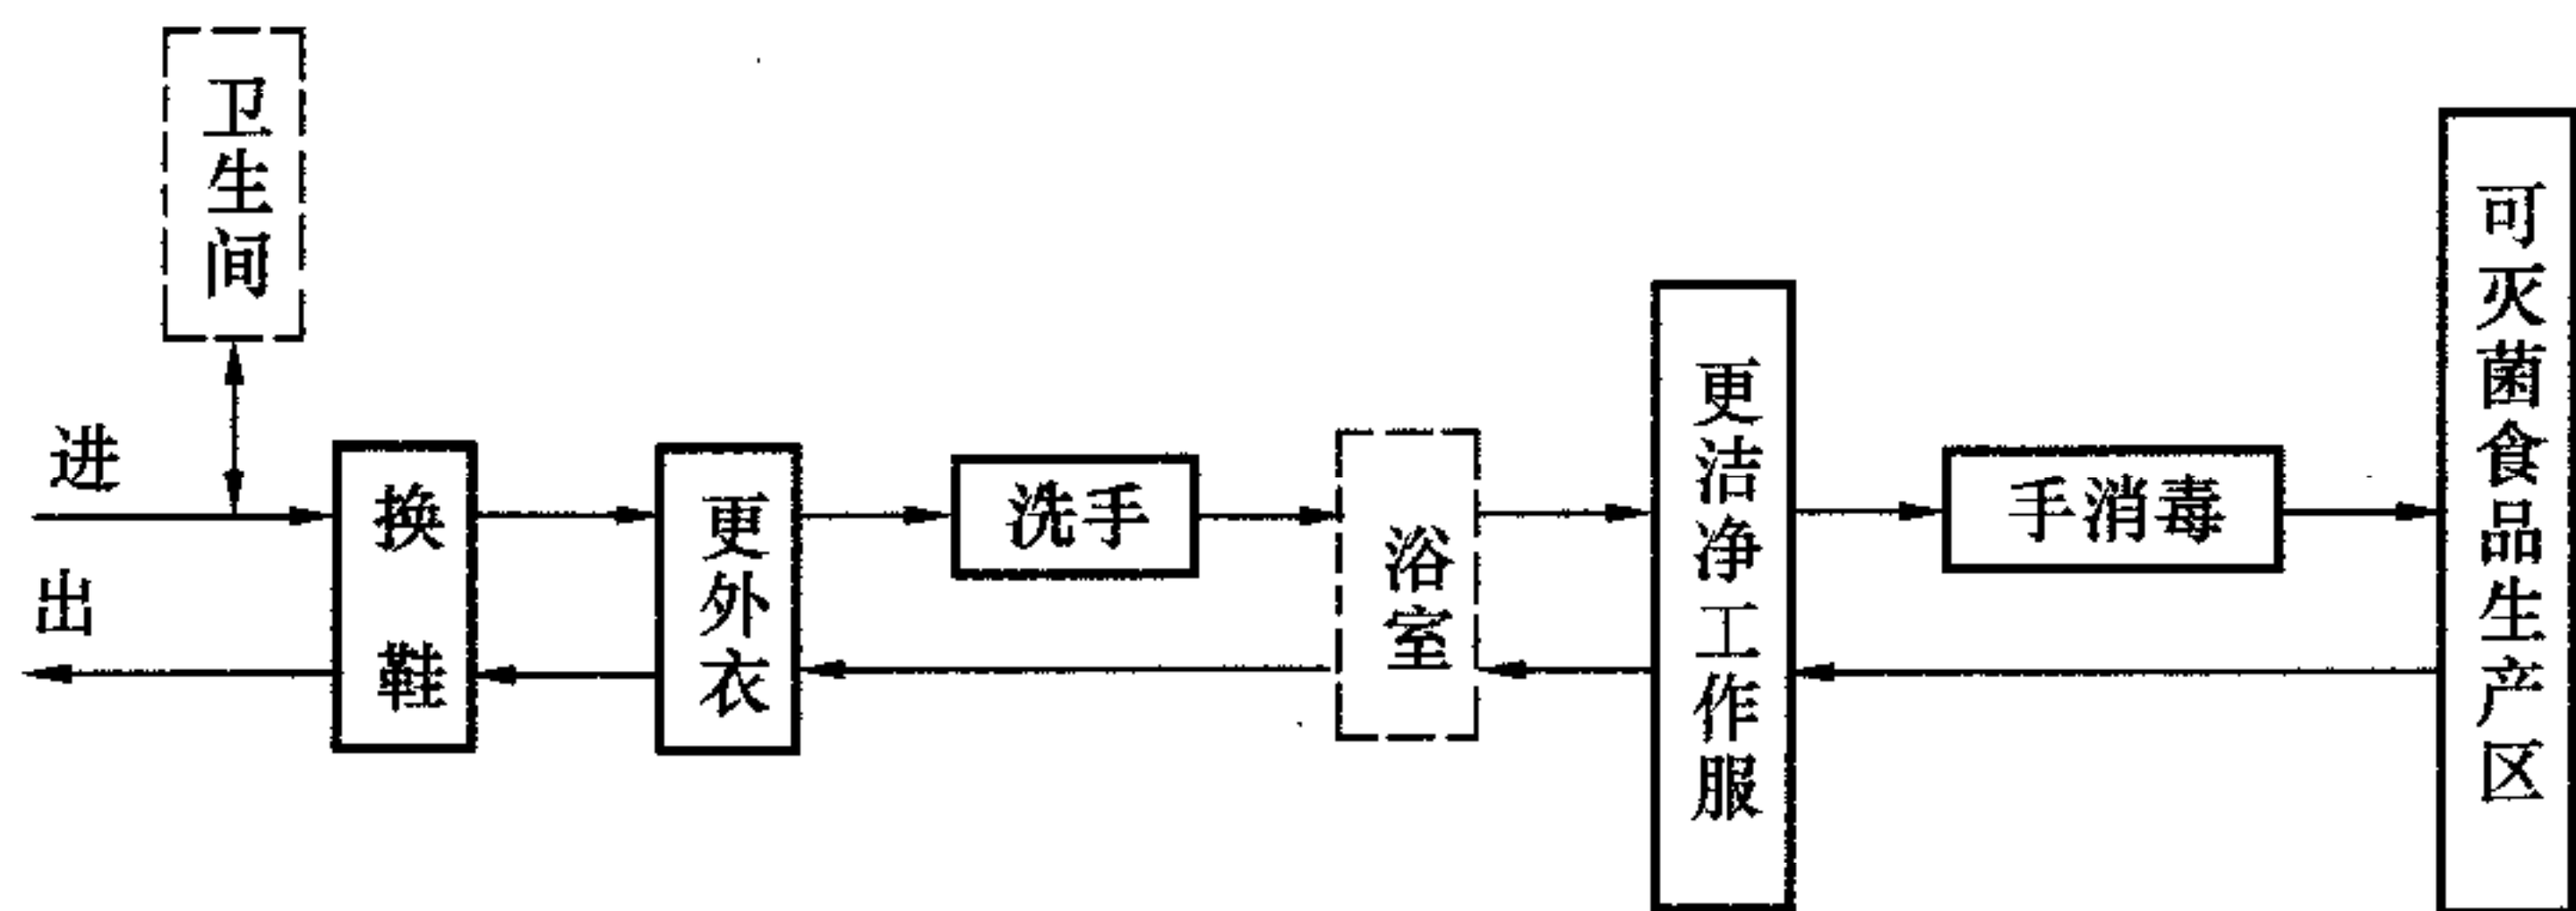 卫生间
进
出
换鞋
更外衣
洗手
浴室
更洁净工作服
手消毒
可灭菌食品生产区